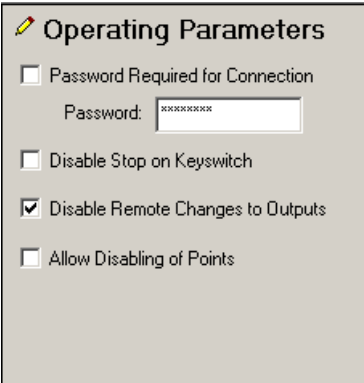 Operating Parameters
Password Required for Connection
Password: ********
Disable Stop on Keyswitch
Disable Remote Changes to Outputs
Allow Disabling of Points